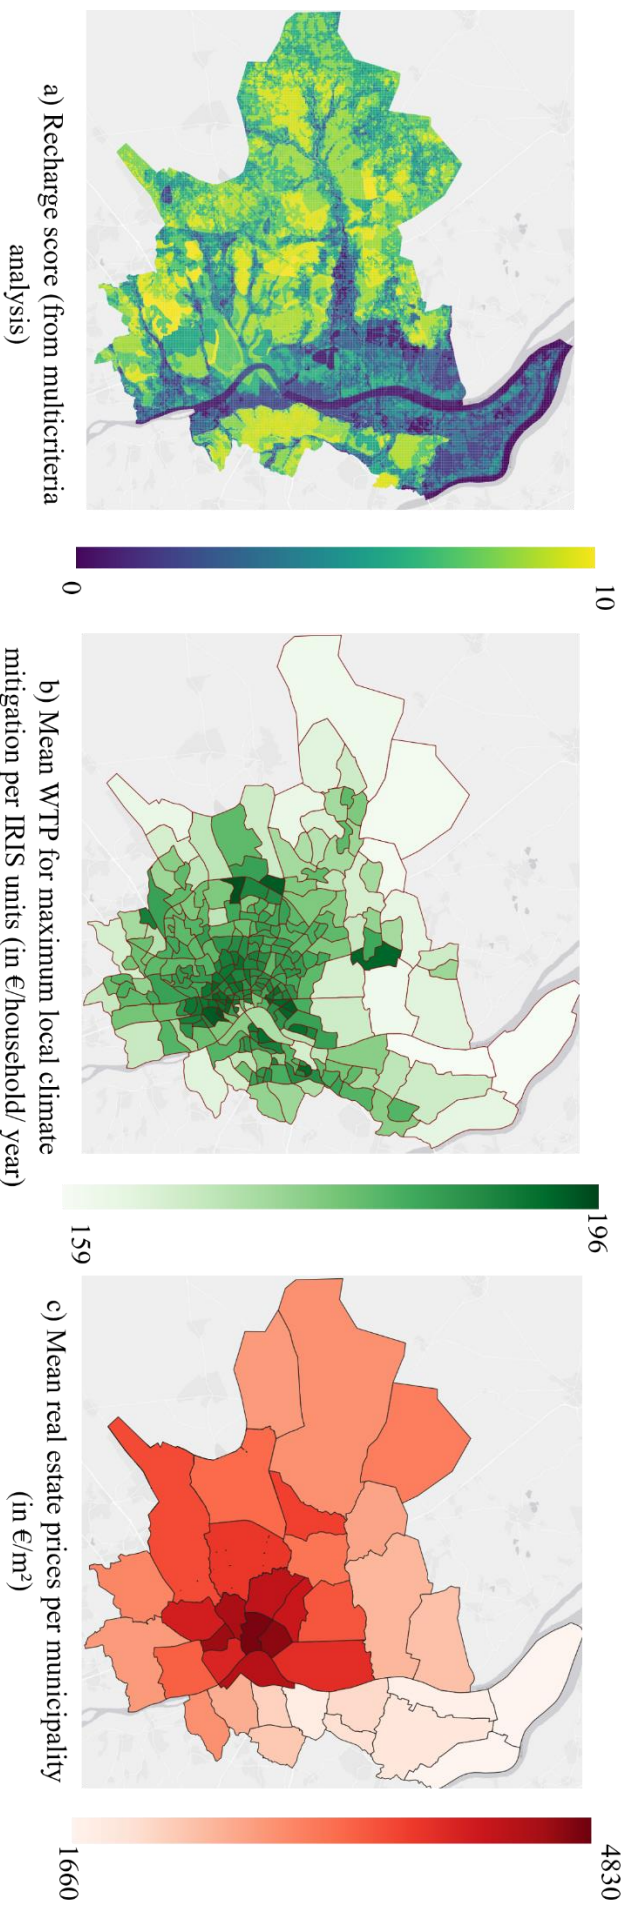 a) Recharge score (from multicriteria
analysis)
0
10
b) Mean WTP for maximum local climate
mitigation per IRIS units (in €/household/ year)
159
196
c) Mean real estate prices per municipality
(in €/m²)
1660
4830